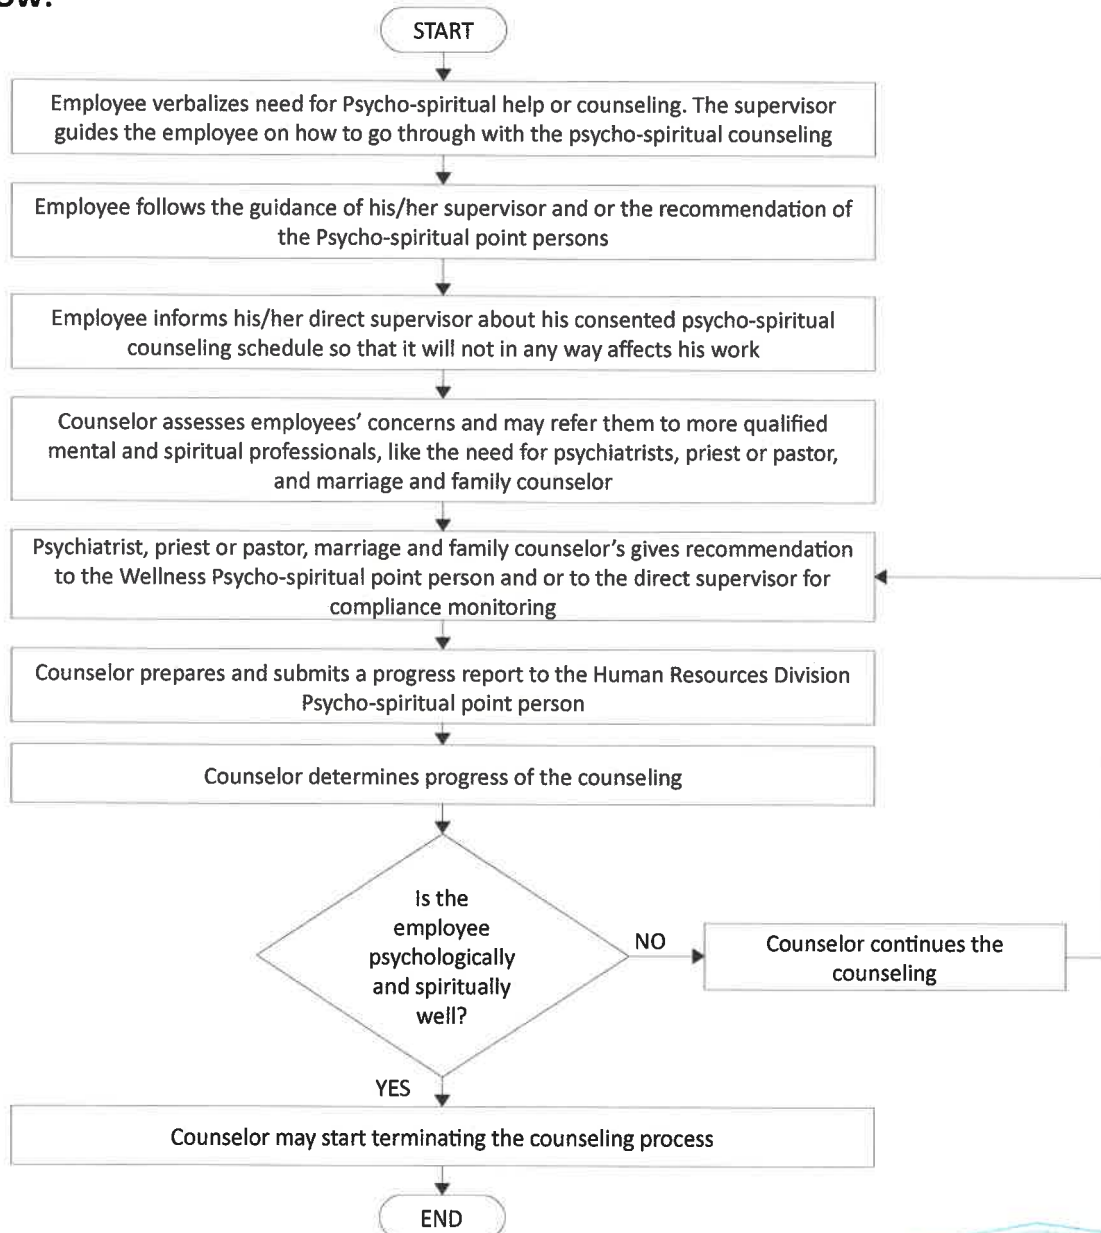 START
Employee verbalizes need for Psycho-spiritual help or counseling. The supervisor
guides the employee on how to go through with the psycho-spiritual counseling
Employee follows the guidance of his/her supervisor and or the recommendation of
the Psycho-spiritual point persons
Employee informs his/her direct supervisor about his consented psycho-spiritual
counseling schedule so that it will not in any way affects his work
Counselor assesses employees' concerns and may refer them to more qualified
mental and spiritual professionals, like the need for psychiatrists, priest or pastor,
and marriage and family counselor
Psychiatrist, priest or pastor, marriage and family counselor's gives recommendation
to the Wellness Psycho-spiritual point person and or to the direct supervisor for
compliance monitoring
Counselor prepares and submits a progress report to the Human Resources Division
Psycho-spiritual point person
Counselor determines progress of the counseling
Is the
employee
psychologically
and spiritually
well?
NO
Counselor continues the
counseling
YES
Counselor may start terminating the counseling process
END